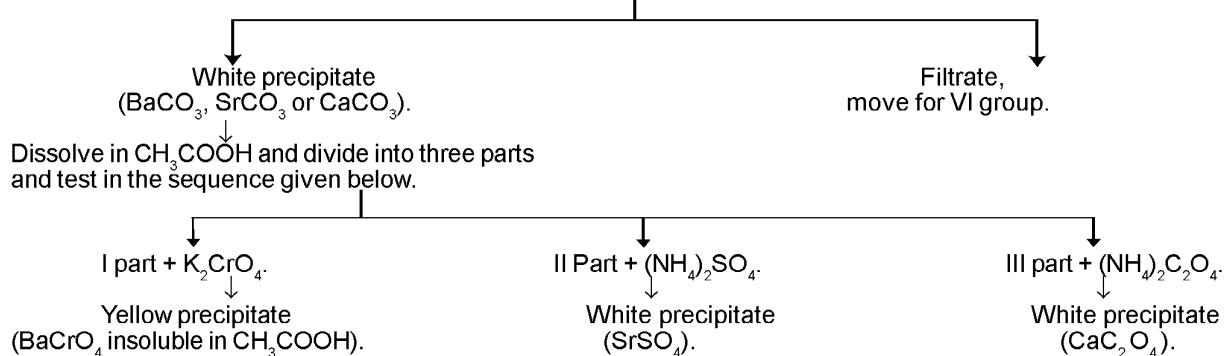 White precipitate
(BaCO₃, SrCO₃ or CaCO₃).
Filtrate,
move for VI group.
Dissolve in CH₃COOH and divide into three parts
and test in the sequence given below.
I part + K₂CrO₄.
Yellow precipitate
(BaCrO₄ insoluble in CH₃COOH).
II Part + (NH₄)₂SO₄.
White precipitate
(SrSO₄).
III part + (NH₄)₂C₂O₄.
White precipitate
(CaC₂O₄).